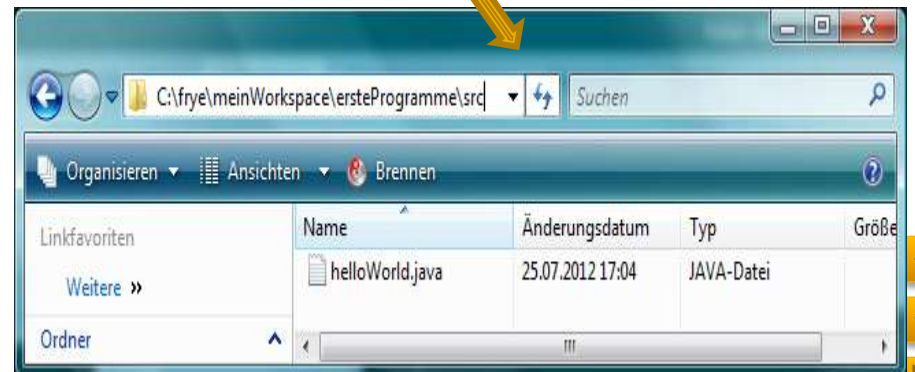 C:\frye\meinWorkspace\ersteProgramme\src Suchen
Organisieren Ansichten Brennen
Linkfavoriten Name Änderungsdatum Typ Größe
Weitere » helloWorld.java 25.07.2012 17:04 JAVA-Datei
Ordner